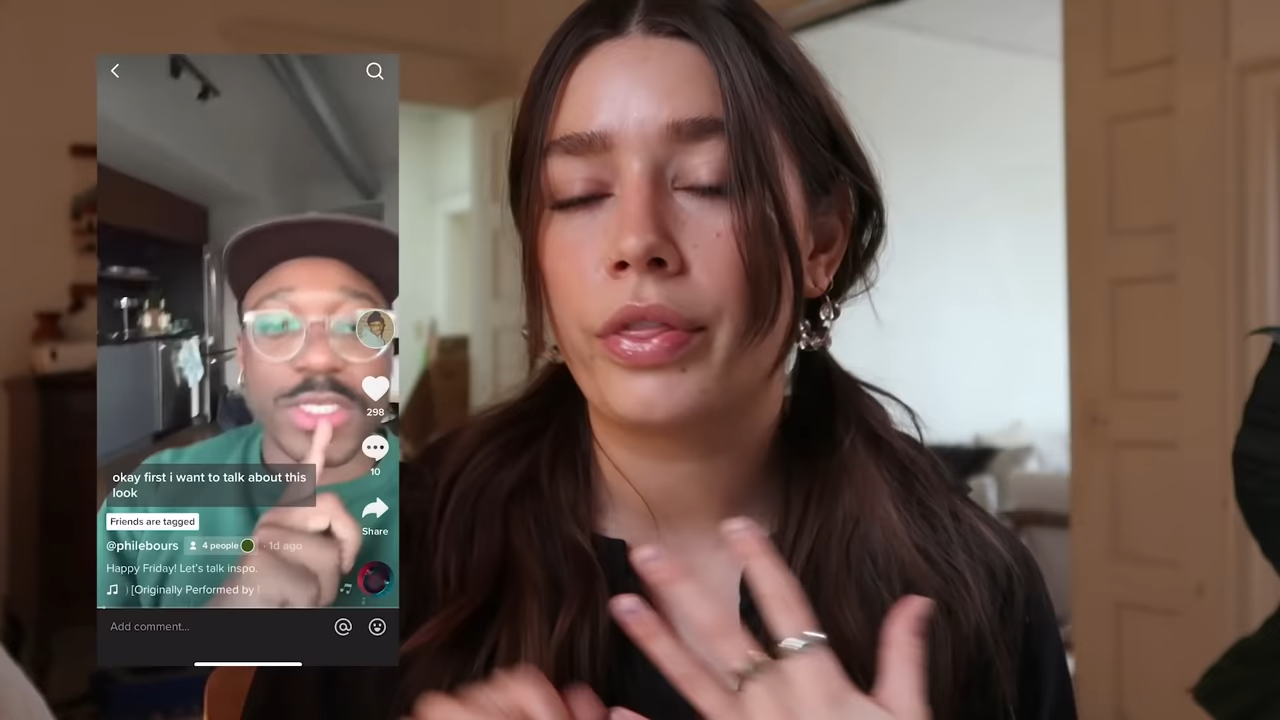 298
10
okay first i want to talk about this
look
Share
Friends are tagged
@philebours 4 people · 1d ago
Happy Friday! Let's talk inspo.
[Originally Performed by
Add comment...